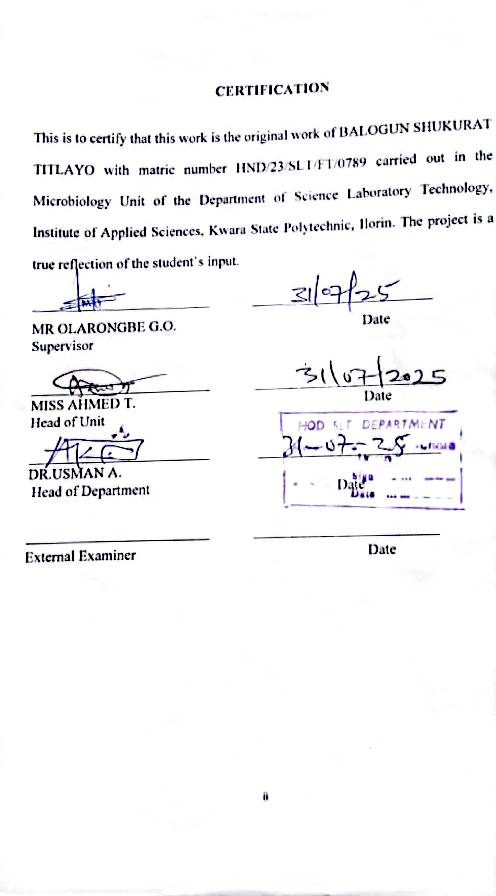 CERTIFICATION
This is to certify that this work is the original work of BALOGUN SHUKURAT
TITLAYO with matric number HND/23/SLT/FT/0789 carried out in the
Microbiology Unit of the Department of Science Laboratory Technology,
Institute of Applied Sciences, Kwara State Polytechnic, Ilorin. The project is a
true reflection of the student's input.
31/07/25
MR OLARONGBE G.O. Date
Supervisor
31/07/2025
MISS AHMED T. Date
Head of Unit
HOD SLT DEPARTMENT
31-07-25
DR.USMAN A. Sign
Head of Department Date
Date
External Examiner Date
ii